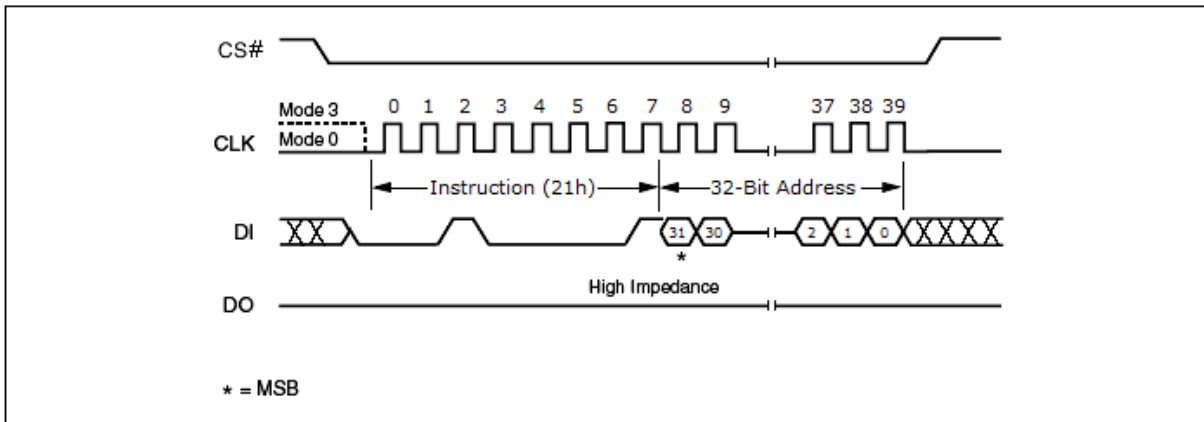 CS#
Mode 3
0 1 2 3 4 5 6 7 8 9 37 38 39
CLK
Mode 0
Instruction (21h)
32-Bit Address
DI
31 30 2 1 0
*
High Impedance
DO
* = MSB